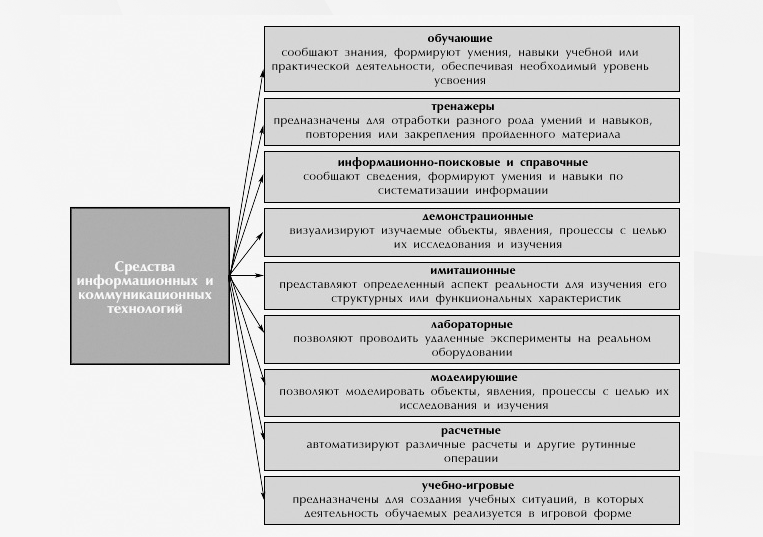 обучающие
сообщают знания, формируют умения, навыки учебной или
практической деятельности, обеспечивая необходимый уровень
усвоения
тренажеры
предназначены для отработки разного рода умений и навыков,
повторения или закрепления пройденного материала
информационно-поисковые и справочные
сообщают сведения, формируют умения и навыки по
систематизации информации
демонстрационные
визуализируют изучаемые объекты, явления, процессы с целью
их исследования и изучения
Средства
информационных и
коммуникационных
технологий
имитационные
представляют определенный аспект реальности для изучения его
структурных или функциональных характеристик
лабораторные
позволяют проводить удаленные эксперименты на реальном
оборудовании
моделирующие
позволяют моделировать объекты, явления, процессы с целью их
исследования и изучения
расчетные
автоматизируют различные расчеты и другие рутинные
операции
учебно-игровые
предназначены для создания учебных ситуаций, в которых
деятельность обучаемых реализуется в игровой форме